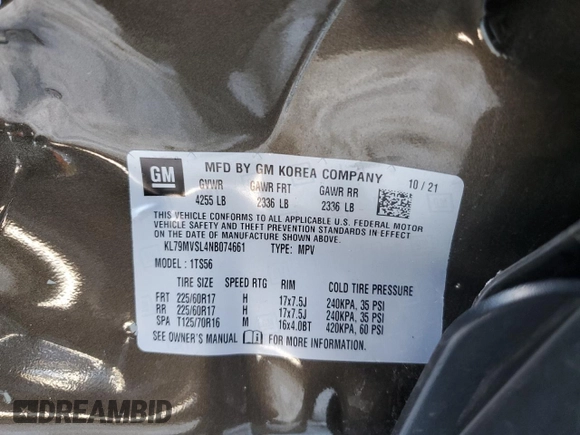 GM
MFD BY GM KOREA COMPANY
10/21
GVWR GAWR FRT GAWR RR
4255 LB 2336 LB 2336 LB
THIS VEHICLE CONFORMS TO ALL APPLICABLE U.S. FEDERAL MOTOR
VEHICLE SAFETY AND THEFT PREVENTION STANDARDS IN EFFECT
ON THE DATE OF MANUFACTURE SHOWN ABOVE.
KL79MVSL4NB074661 TYPE: MPV
MODEL: 1TS56
TIRE SIZE SPEED RTG RIM COLD TIRE PRESSURE
FRT 225/60R17 H 17x7.5J 240KPA, 35 PSI
RR 225/60R17 H 17x7.5J 240KPA, 35 PSI
SPA T125/70R16 M 16x4.0BT 420KPA, 60 PSI
SEE OWNER'S MANUAL FOR MORE INFORMATION.
DREAMBID